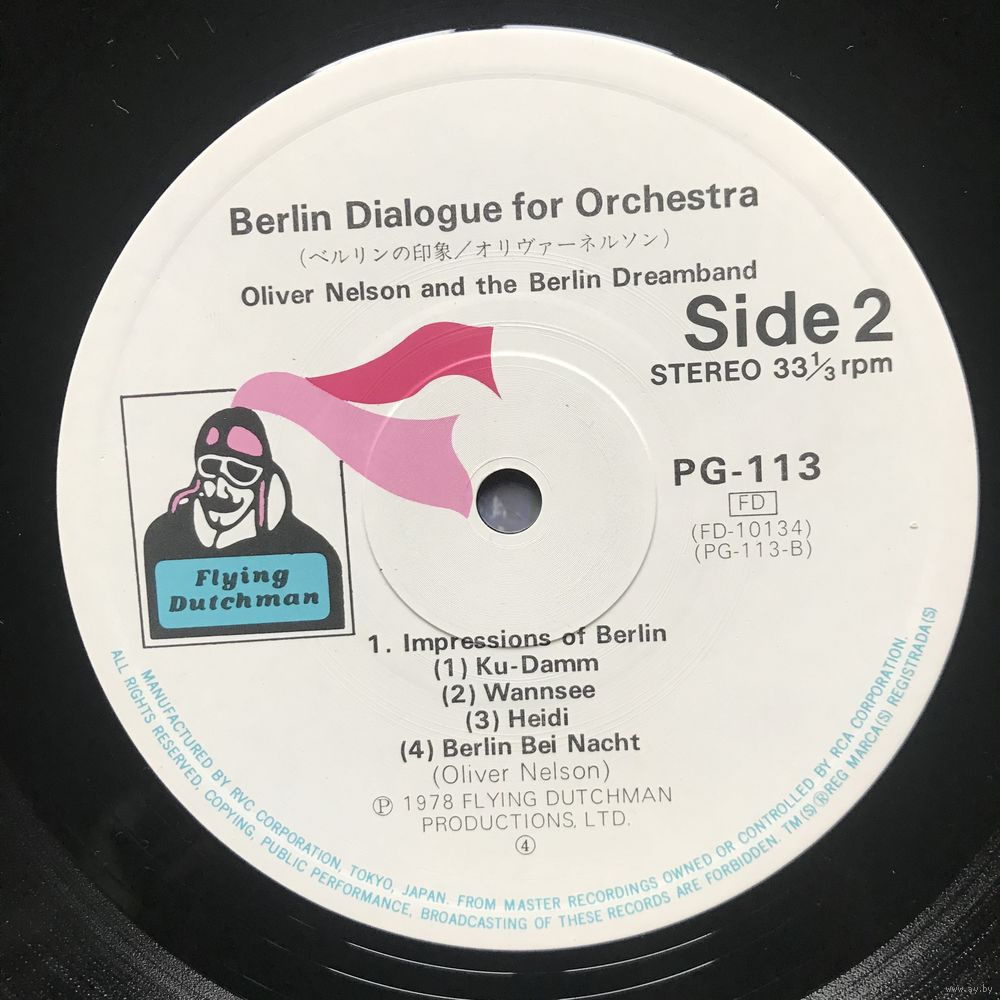 Berlin Dialogue for Orchestra
(ベルリンの印象/オリヴァーネルソン)
Oliver Nelson and the Berlin Dreamband
Side 2
STEREO 33⅓ rpm
PG-113
FD
(FD-10134)
(PG-113-B)
Flying
Dutchman
1. Impressions of Berlin
(1) Ku-Damm
(2) Wannsee
(3) Heidi
(4) Berlin Bei Nacht
(Oliver Nelson)
Ⓟ 1978 FLYING DUTCHMAN
PRODUCTIONS, LTD.
④
MANUFACTURED BY RVC CORPORATION, TOKYO, JAPAN. FROM MASTER RECORDINGS OWNED OR CONTROLLED BY RCA CORPORATION.
ALL RIGHTS RESERVED, COPYING, PUBLIC PERFORMANCE, BROADCASTING OF THESE RECORDS ARE FORBIDDEN. TM(S)®REG MARCA(S) REGISTRADA(S)
www.ay.by